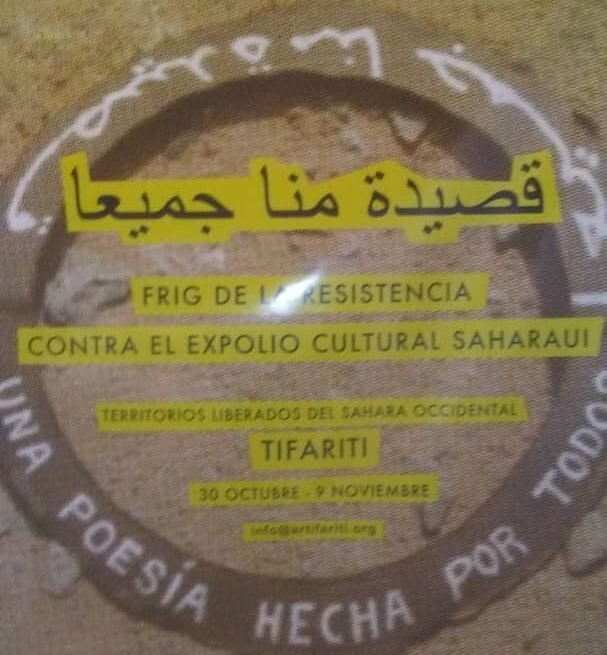 قصيدة منا جميعا
FRIG DE LA RESISTENCIA
CONTRA EL EXPOLIO CULTURAL SAHARAUI
TERRITORIOS LIBERADOS DEL SAHARA OCCIDENTAL
TIFARITI
30 OCTUBRE - 9 NOVIEMBRE
info@artifariti.org
UNA POESÍA HECHA POR TODOS